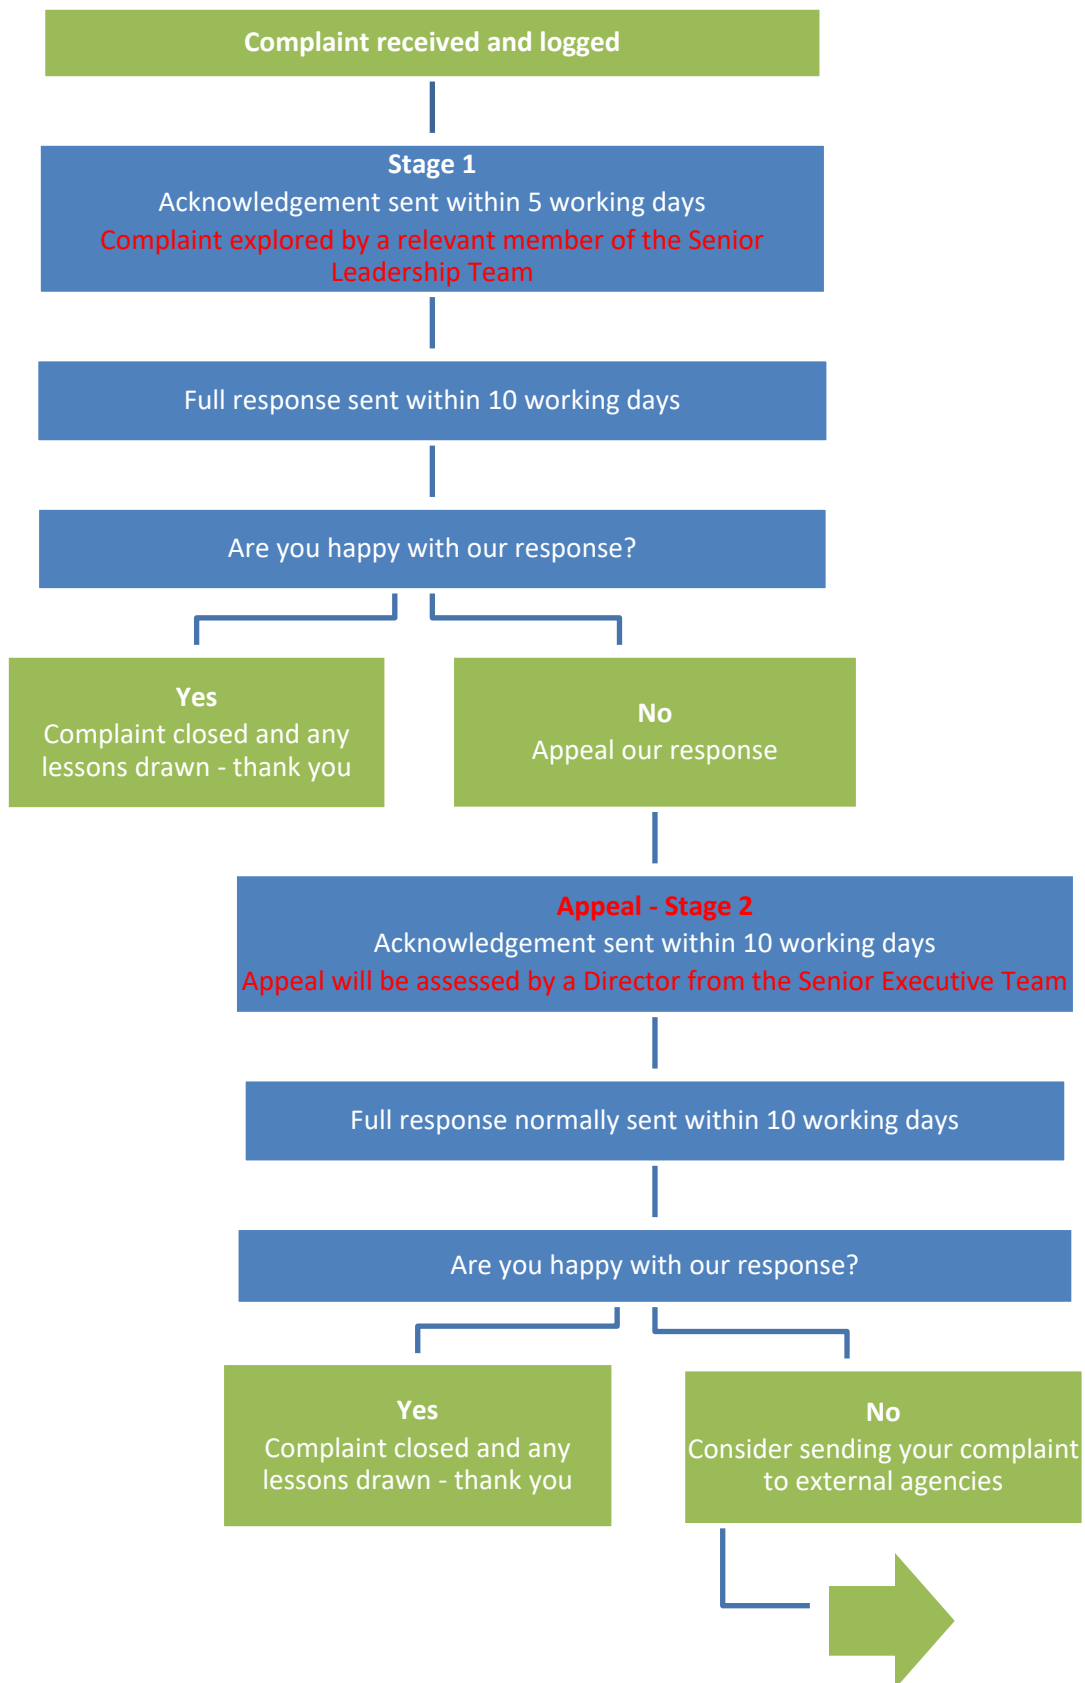 Complaint received and logged
Stage 1
Acknowledgement sent within 5 working days
Complaint explored by a relevant member of the Senior
Leadership Team
Full response sent within 10 working days
Are you happy with our response?
Yes
Complaint closed and any
lessons drawn - thank you
No
Appeal our response
Appeal - Stage 2
Acknowledgement sent within 10 working days
Appeal will be assessed by a Director from the Senior Executive Team
Full response normally sent within 10 working days
Are you happy with our response?
Yes
Complaint closed and any
lessons drawn - thank you
No
Consider sending your complaint
to external agencies